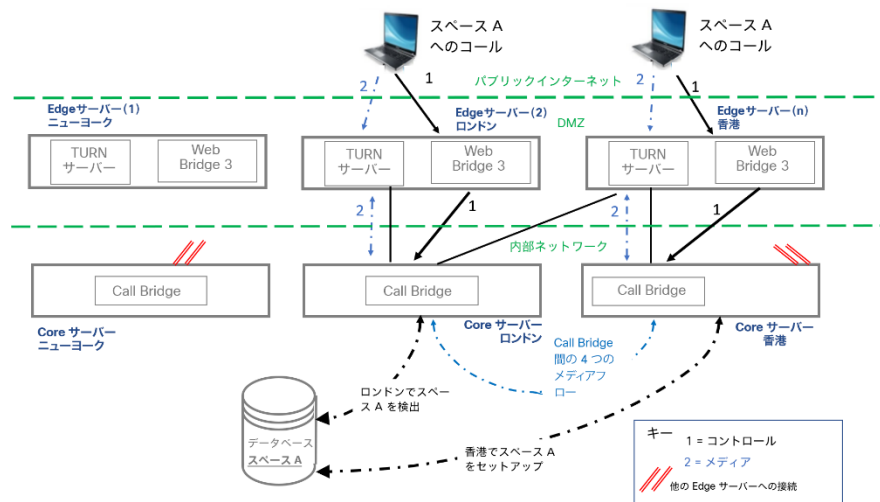 スペース A
へのコール
スペース A
へのコール
1
2
パブリックインターネット
2
1
Edgeサーバー(1)
ニューヨーク
Edgeサーバー(2)
ロンドン
DMZ
Edgeサーバー(n)
香港
TURN
サーバー
Web
Bridge 3
TURN
サーバー
Web
Bridge 3
TURN
サーバー
Web
Bridge 3
2
1
2
1
内部ネットワーク
Call Bridge
Call Bridge
Call Bridge
Core サーバー
ニューヨーク
Core サーバー
ロンドン
Core サーバー
香港
Call Bridge
間の 4 つの
メディアフ
ロー
ロンドンでスペー
ス A を検出
データベース
スペース A
香港でスペース A
をセットアップ
キー
1 = コントロール
2 = メディア
他の Edge サーバーへの接続